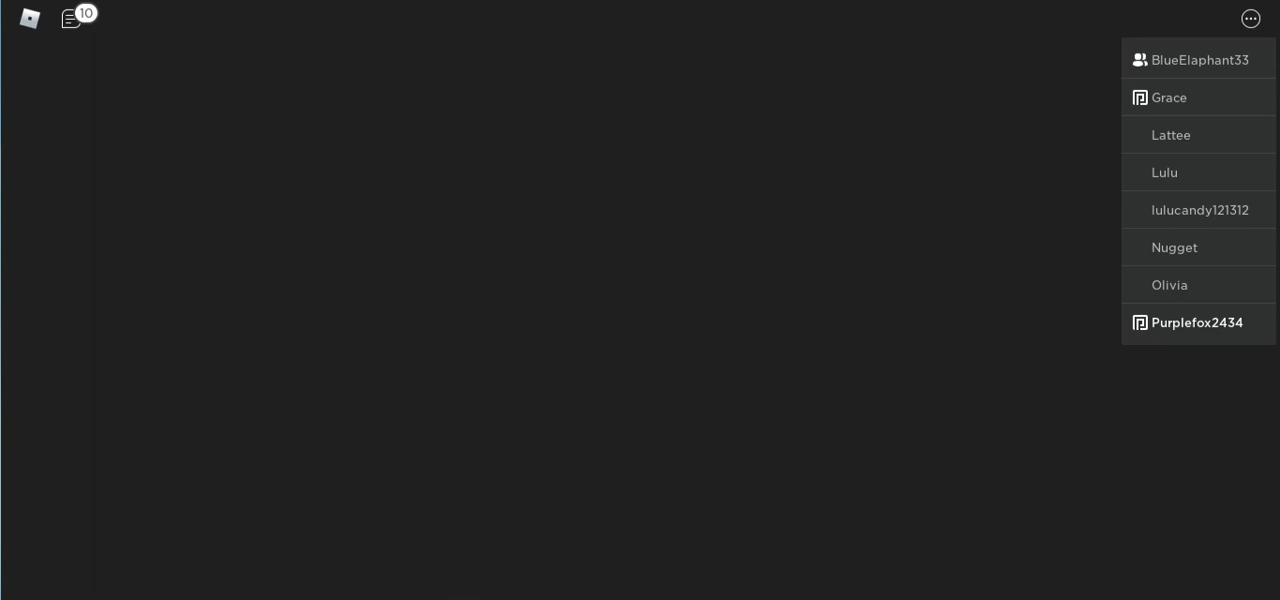 10
BlueElaphant33
Grace
Lattee
Lulu
lulucandy121312
Nugget
Olivia
Purplefox2434